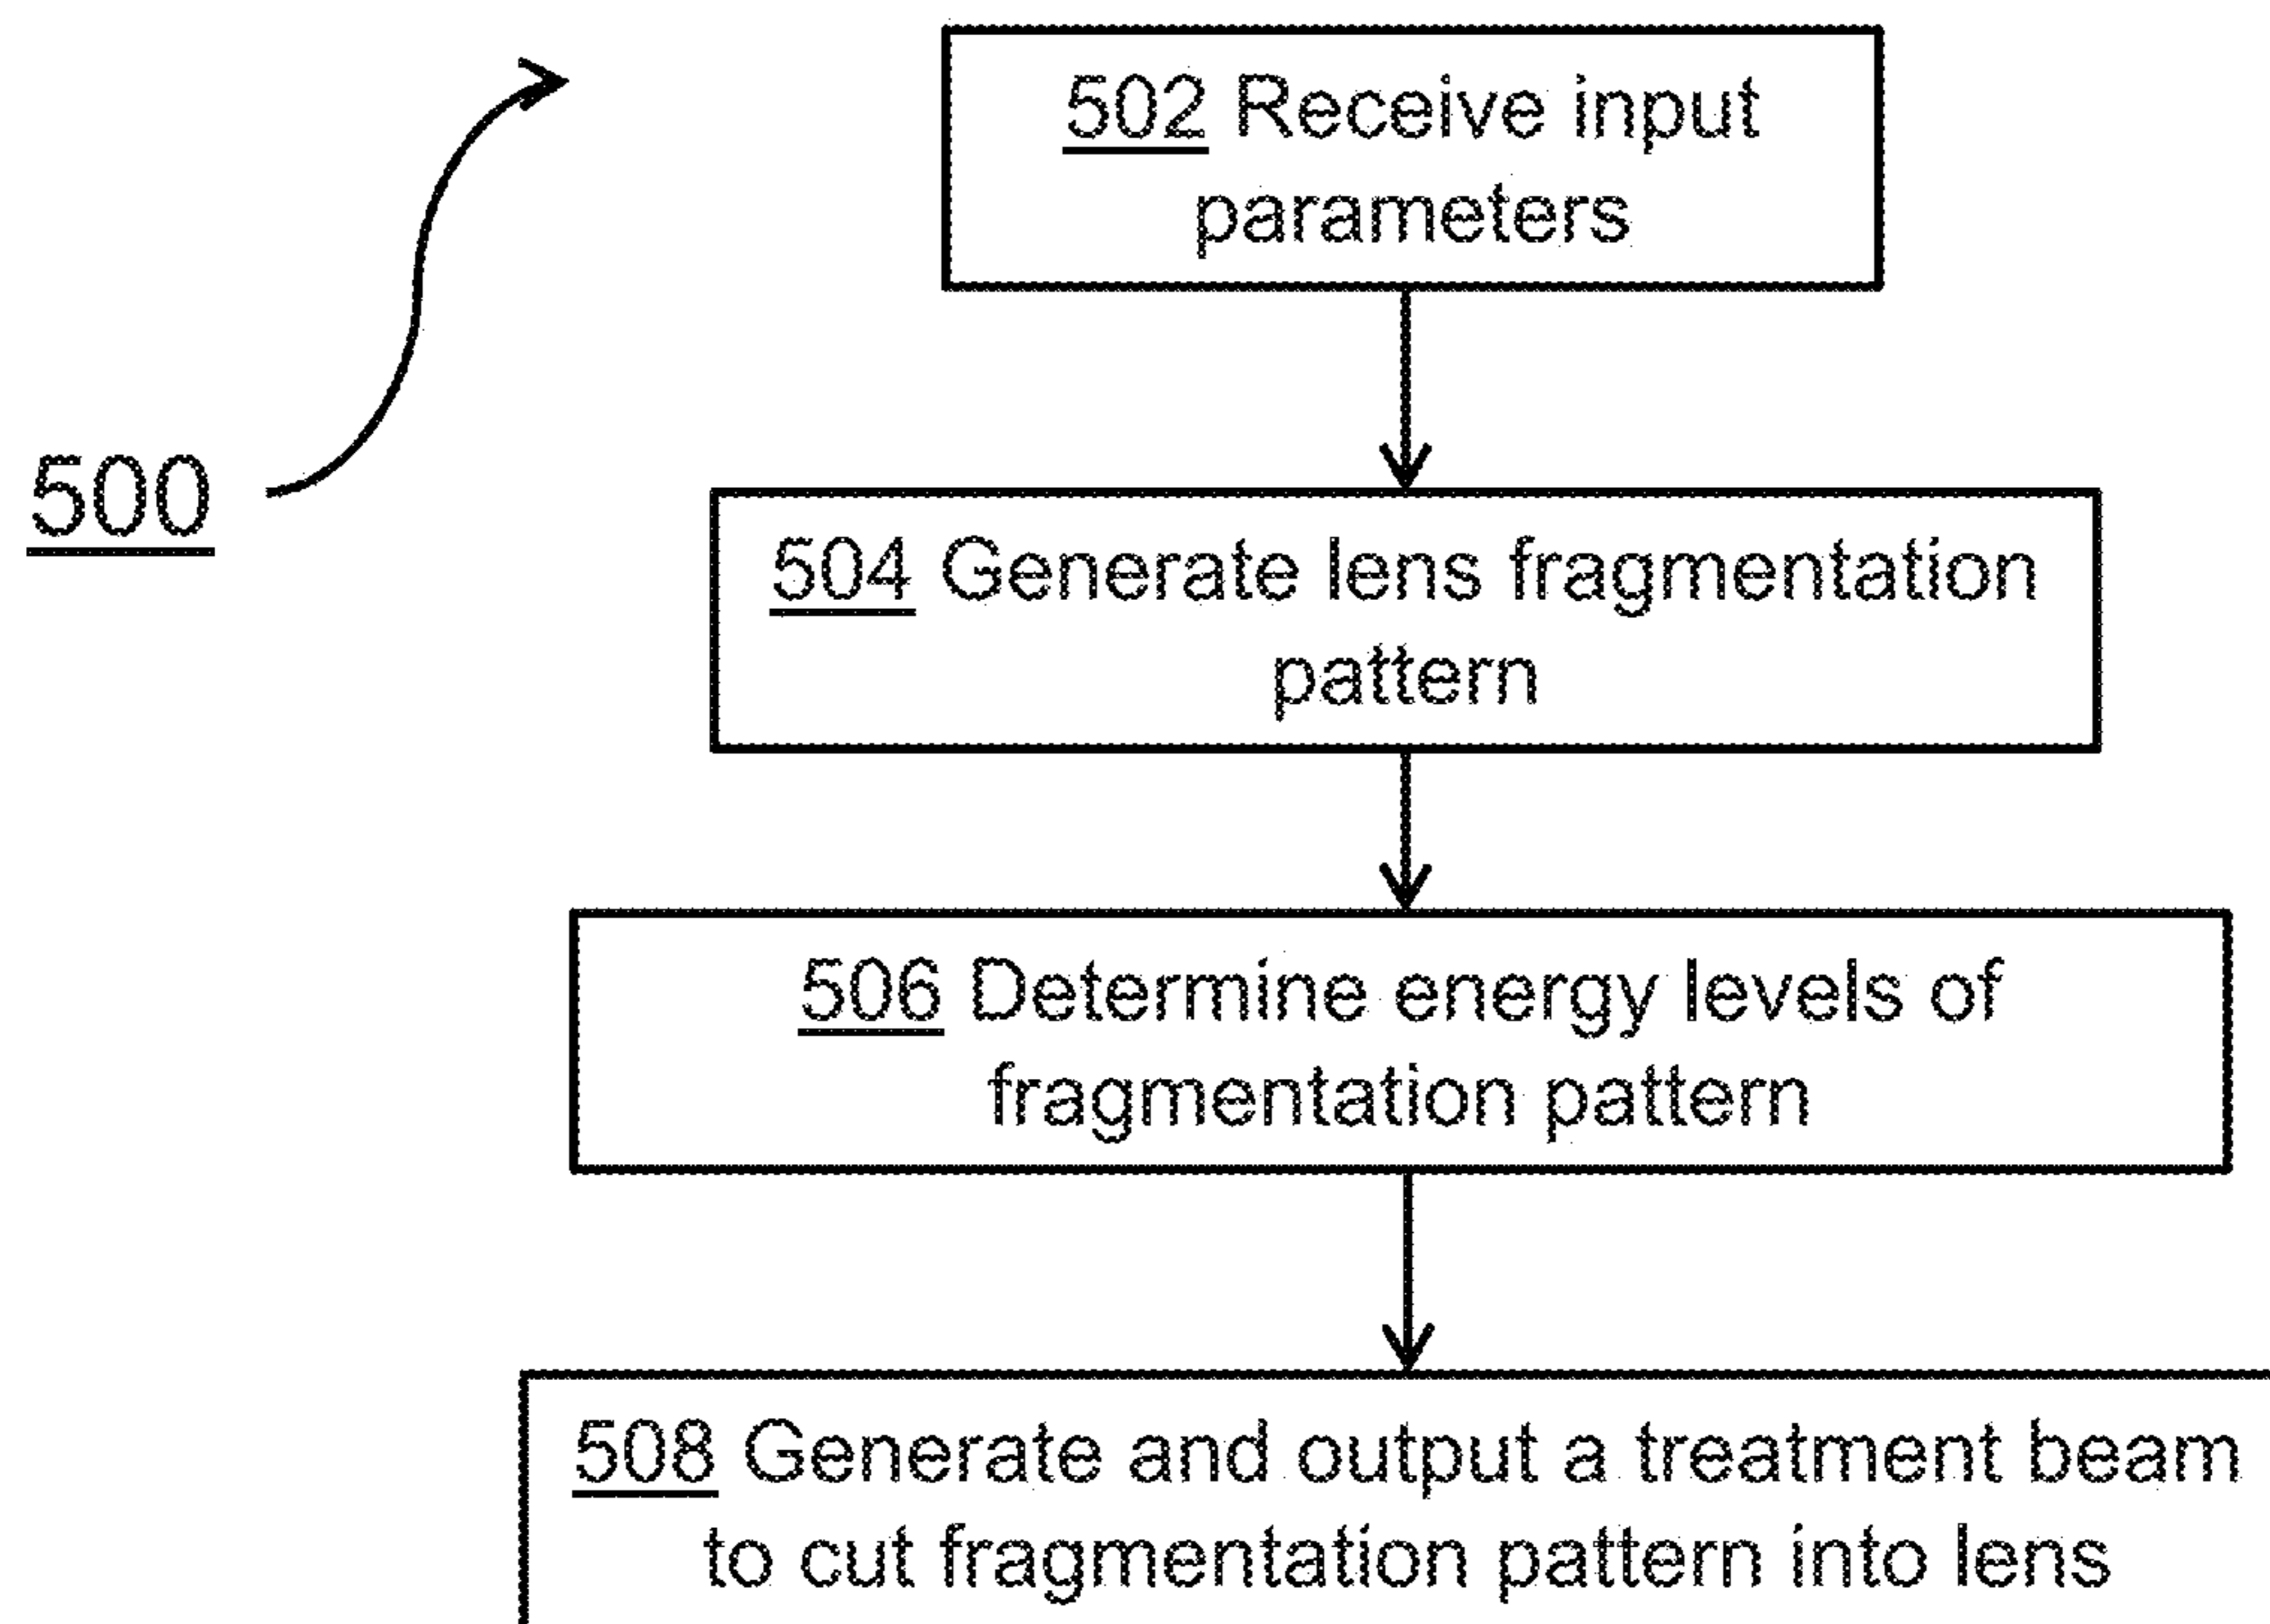 502 Receive input
parameters
500
504 Generate lens fragmentation
pattern
506 Determine energy levels of
fragmentation pattern
508 Generate and output a treatment beam
to cut fragmentation pattern into lens